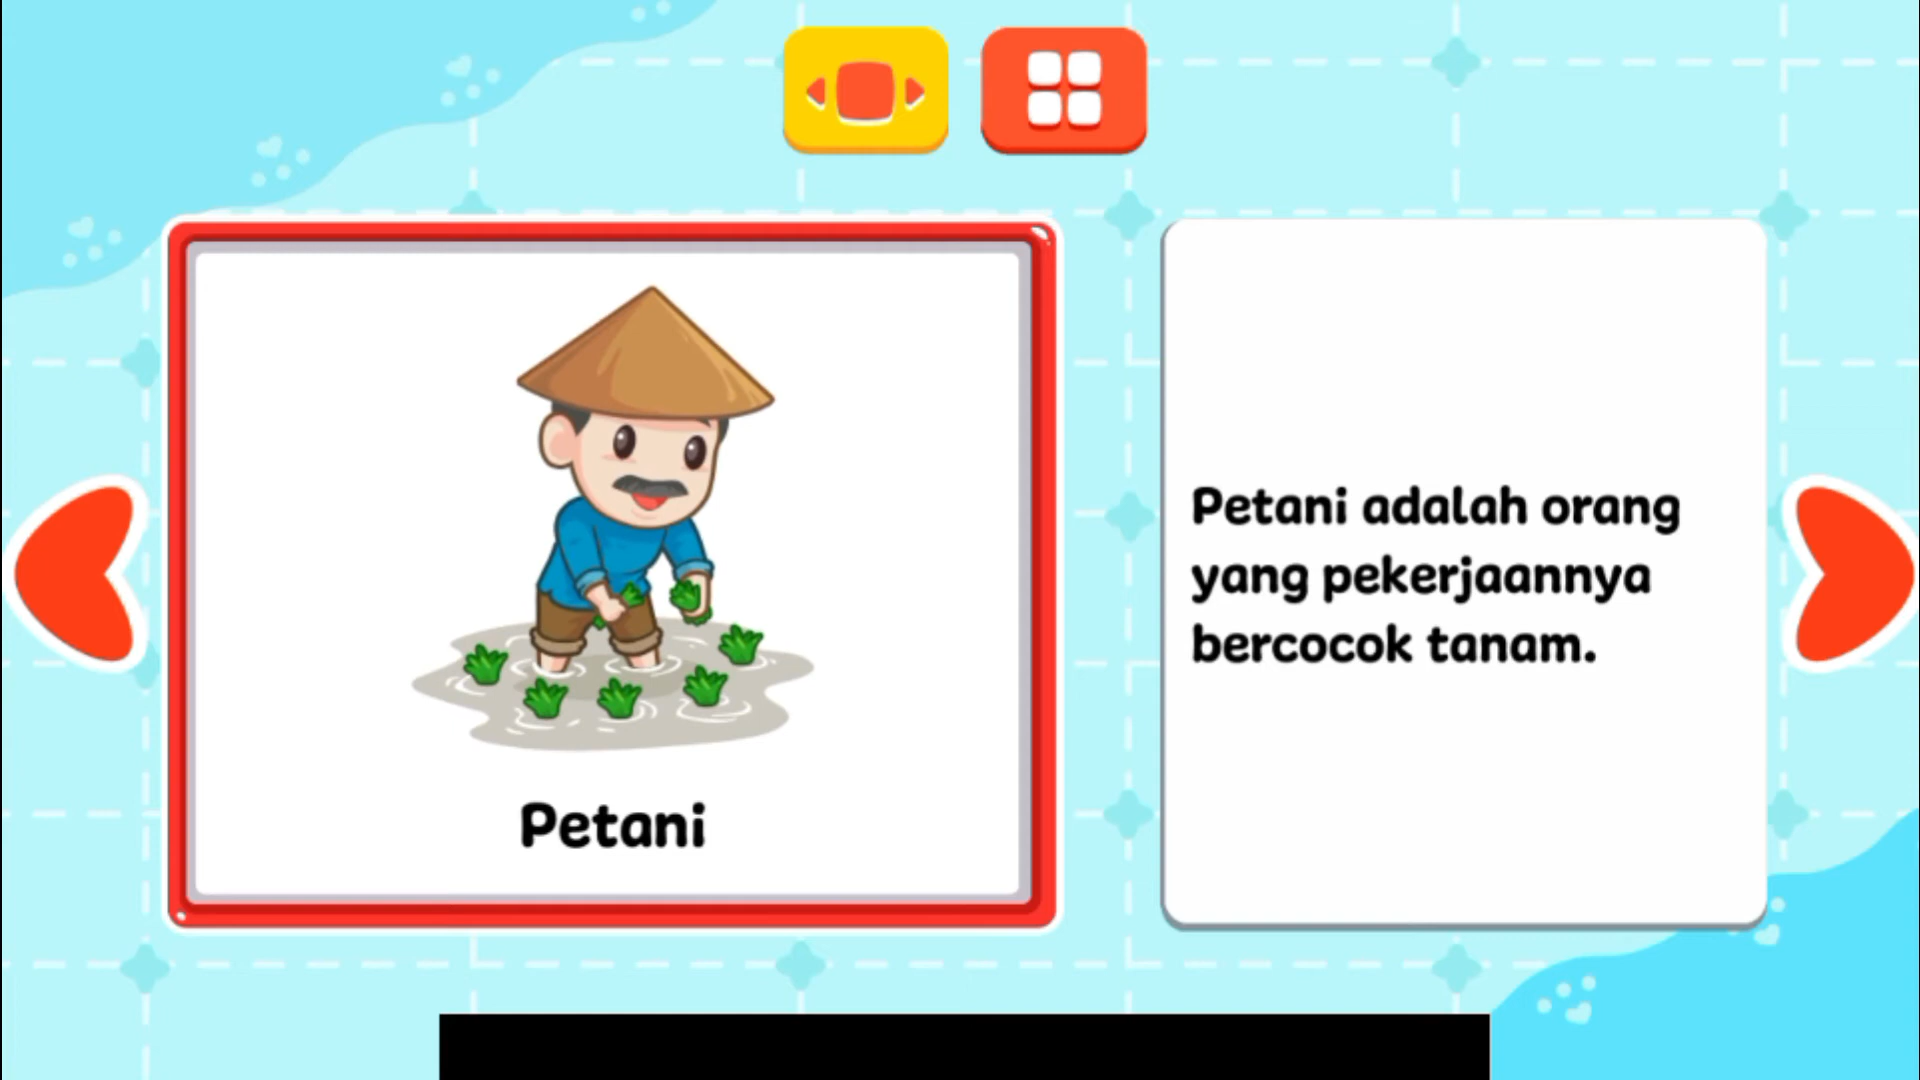 Petani
Petani adalah orang
yang pekerjaannya
bercocok tanam.